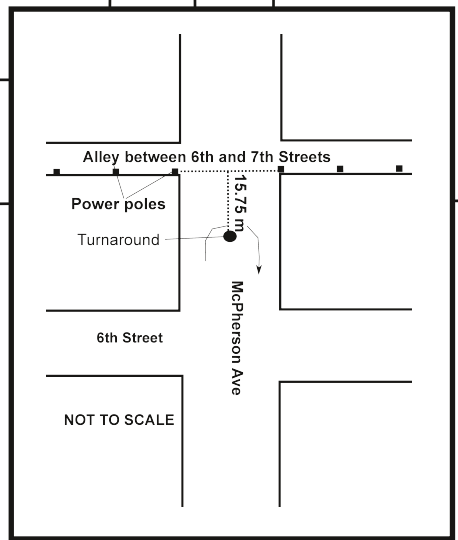 Alley between 6th and 7th Streets
15.75 m
Power poles
Turnaround
McPherson Ave
6th Street
NOT TO SCALE